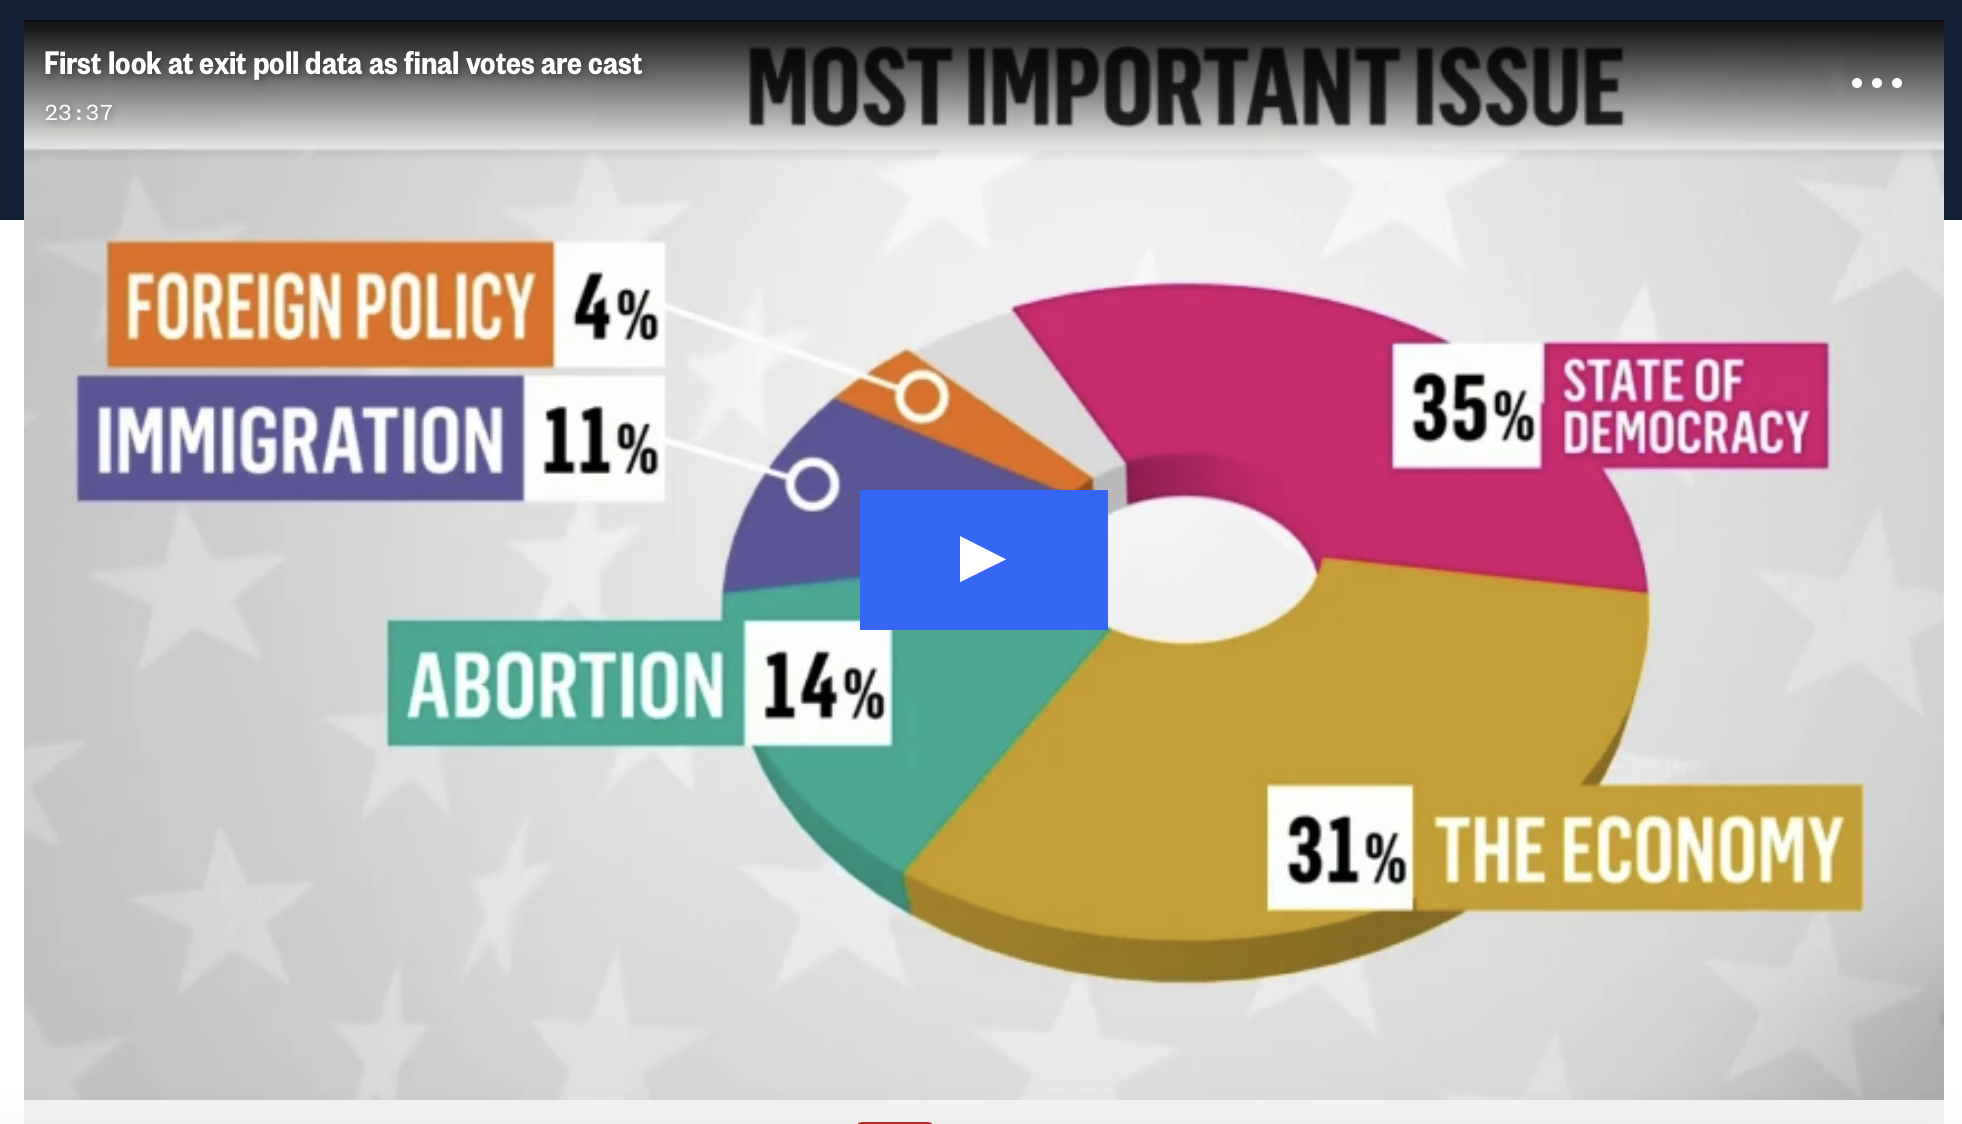 First look at exit poll data as final votes are cast
23:37
MOST IMPORTANT ISSUE
FOREIGN POLICY 4%
IMMIGRATION 11%
35% STATE OF
DEMOCRACY
ABORTION 14%
31% THE ECONOMY